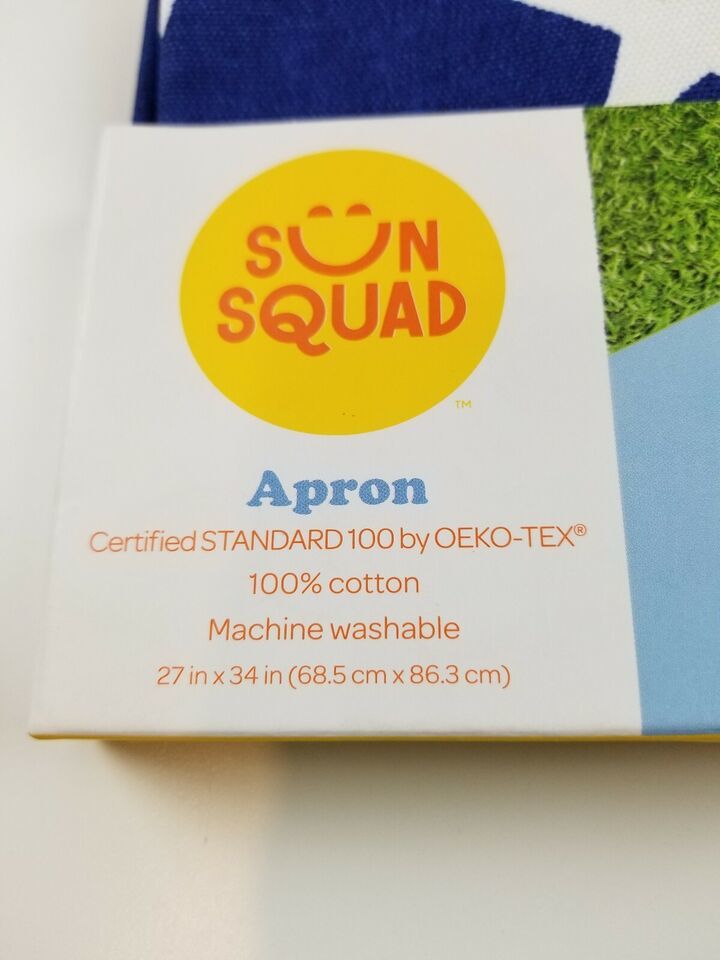 SUN
SQUAD
TM
Apron
Certified STANDARD 100 by OEKO-TEX®
100% cotton
Machine washable
27 in x 34 in (68.5 cm x 86.3 cm)